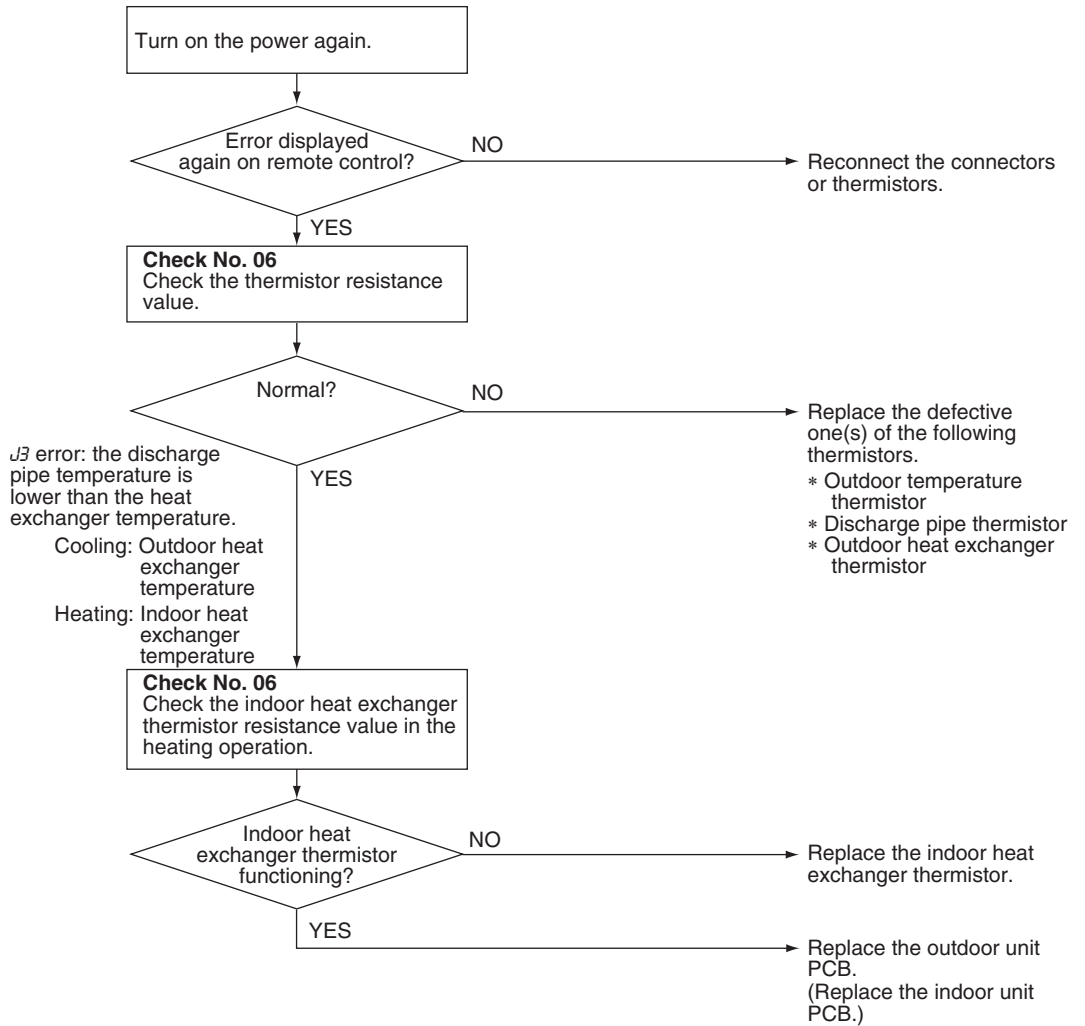 Turn on the power again.
Error displayed
again on remote control?
NO
Reconnect the connectors
or thermistors.
YES
Check No. 06
Check the thermistor resistance
value.
Normal?
NO
Replace the defective
one(s) of the following
thermistors.
* Outdoor temperature
thermistor
* Discharge pipe thermistor
* Outdoor heat exchanger
thermistor
YES
J3 error: the discharge
pipe temperature is
lower than the heat
exchanger temperature.
Cooling: Outdoor heat
exchanger
temperature
Heating: Indoor heat
exchanger
temperature
Check No. 06
Check the indoor heat exchanger
thermistor resistance value in the
heating operation.
Indoor heat
exchanger thermistor
functioning?
NO
Replace the indoor heat
exchanger thermistor.
YES
Replace the outdoor unit
PCB.
(Replace the indoor unit
PCB.)